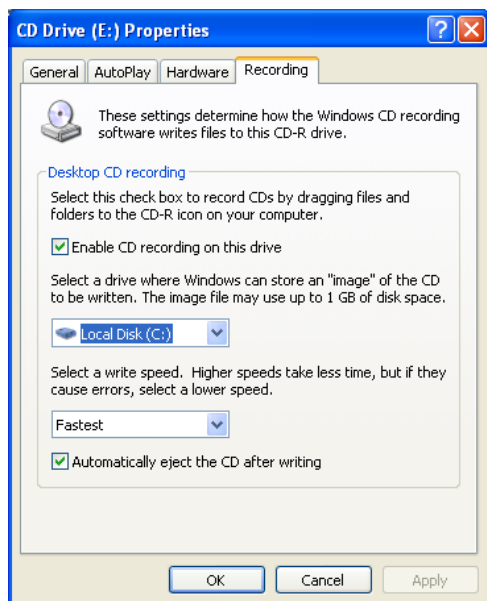 CD Drive (E:) Properties
General AutoPlay Hardware Recording
These settings determine how the Windows CD recording
software writes files to this CD-R drive.
Desktop CD recording
Select this check box to record CDs by dragging files and
folders to the CD-R icon on your computer.
Enable CD recording on this drive
Select a drive where Windows can store an "image" of the CD
to be written. The image file may use up to 1 GB of disk space.
Local Disk (C:)
Select a write speed. Higher speeds take less time, but if they
cause errors, select a lower speed.
Fastest
Automatically eject the CD after writing
OK Cancel Apply